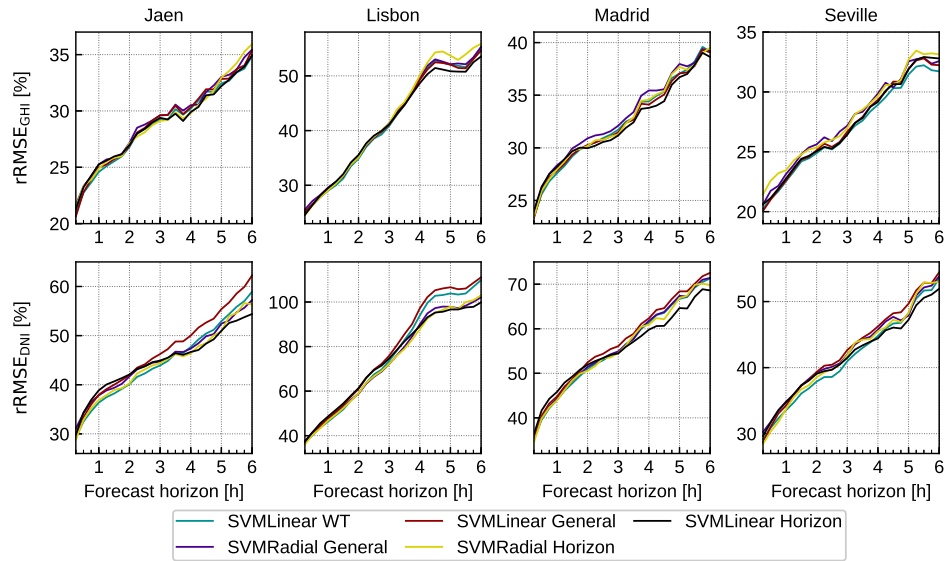 Jaen Lisbon Madrid Seville
rRMSE_GHI [%]
35
30
25
20
1 2 3 4 5 6
50
40
30
1 2 3 4 5 6
40
35
30
25
1 2 3 4 5 6
35
30
25
20
1 2 3 4 5 6
rRMSE_DNI [%]
60
50
40
30
1 2 3 4 5 6
100
80
60
40
1 2 3 4 5 6
70
60
50
40
1 2 3 4 5 6
50
40
30
1 2 3 4 5 6
Forecast horizon [h] Forecast horizon [h] Forecast horizon [h] Forecast horizon [h]
SVMLinear WT SVMLinear General SVMLinear Horizon
SVMRadial General SVMRadial Horizon